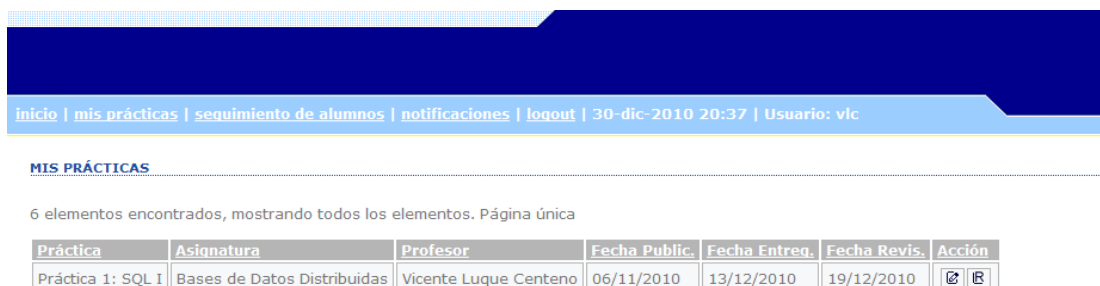 inicio | mis prácticas | seguimiento de alumnos | notificaciones | logout | 30-dic-2010 20:37 | Usuario: vlc
MIS PRÁCTICAS
6 elementos encontrados, mostrando todos los elementos. Página única
Práctica Asignatura Profesor Fecha Public. Fecha Entreg. Fecha Revis. Acción
Práctica 1: SQL I Bases de Datos Distribuidas Vicente Luque Centeno 06/11/2010 13/12/2010 19/12/2010 R